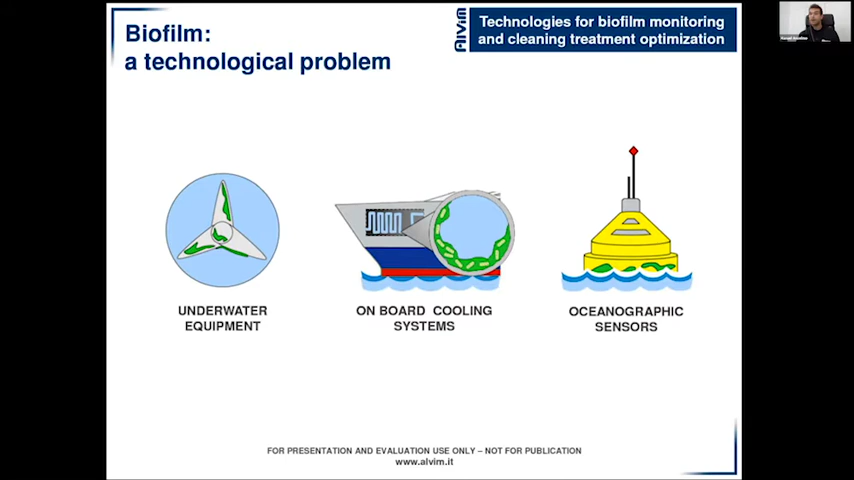 Biofilm:
a technological problem
Alvim
Technologies for biofilm monitoring
and cleaning treatment optimization
UNDERWATER
EQUIPMENT
ON BOARD COOLING
SYSTEMS
OCEANOGRAPHIC
SENSORS
FOR PRESENTATION AND EVALUATION USE ONLY – NOT FOR PUBLICATION
www.alvim.it